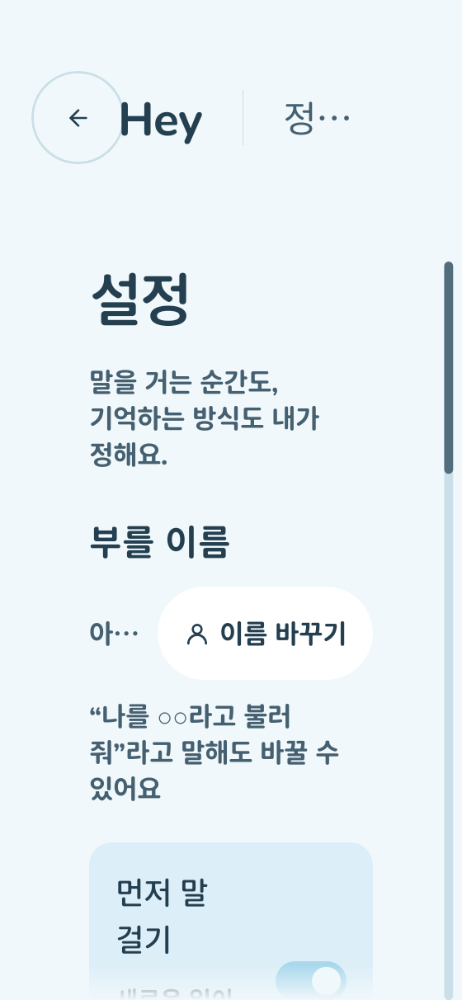 Hey
정…
설정
말을 거는 순간도,
기억하는 방식도 내가
정해요.
부를 이름
아…
이름 바꾸기
“나를 ○○라고 불러
줘”라고 말해도 바꿀 수
있어요
먼저 말
걸기